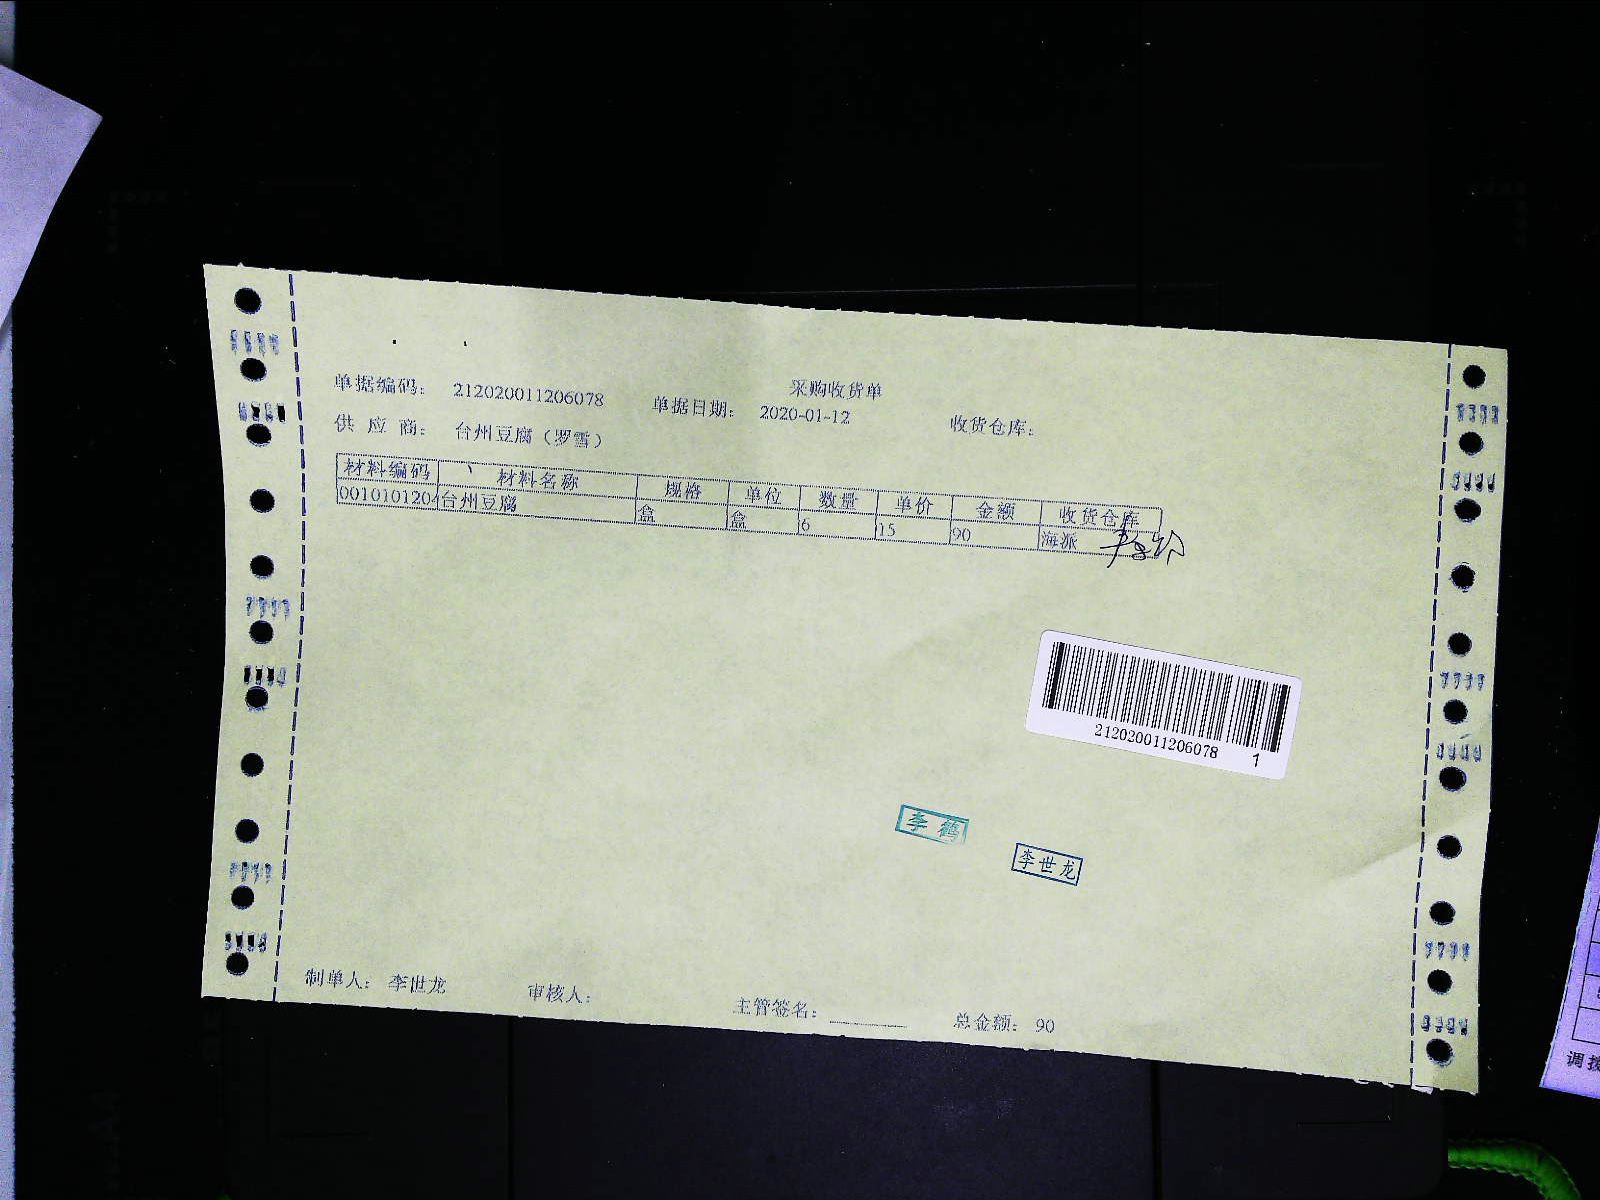 采购收货单
单据编码： 212020011206078 单据日期： 2020-01-12 收货仓库：
供 应 商： 台州豆腐（罗雪）
材料编码 材料名称 规格 单位 数量 单价 金额 收货仓库
0010101204 台州豆腐 盒 盒 6 15 90 海派
212020011206078 1
李鹤
李世龙
制单人： 李世龙 审核人： 主管签名： 总金额： 90